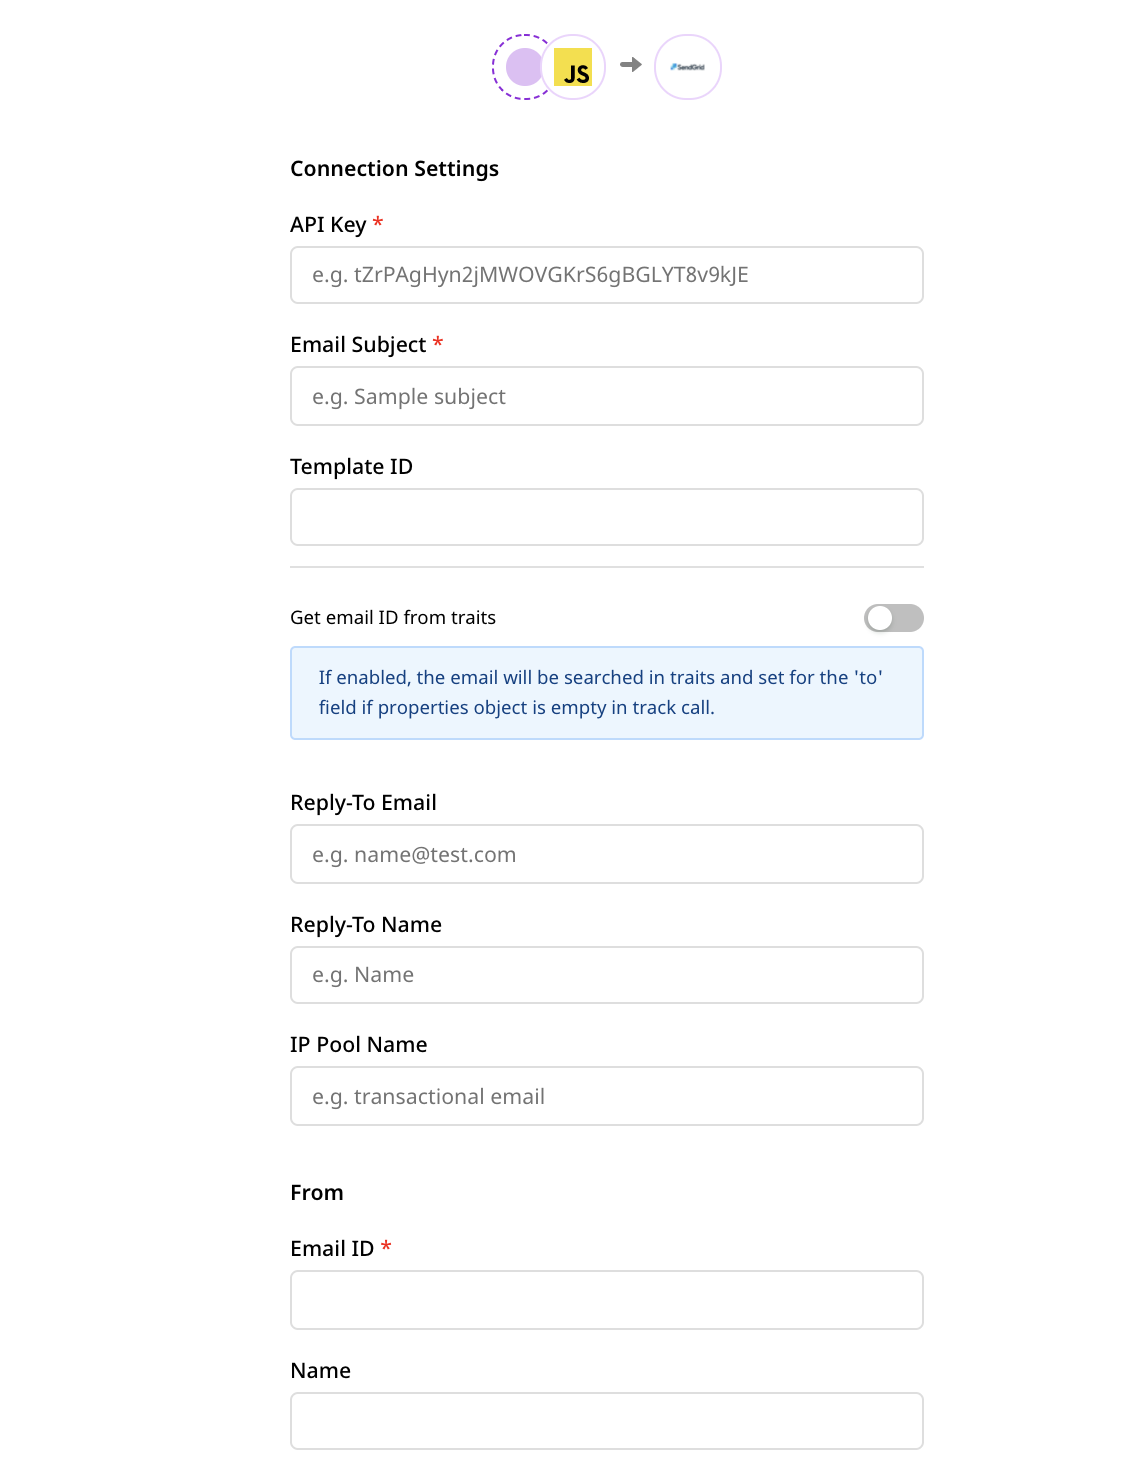 JS
SendGrid
Connection Settings
API Key *
e.g. tZrPAgHyn2jMWOVGKrS6gBGLYT8v9kJE
Email Subject *
e.g. Sample subject
Template ID
Get email ID from traits
If enabled, the email will be searched in traits and set for the 'to'
field if properties object is empty in track call.
Reply-To Email
e.g. name@test.com
Reply-To Name
e.g. Name
IP Pool Name
e.g. transactional email
From
Email ID *
Name